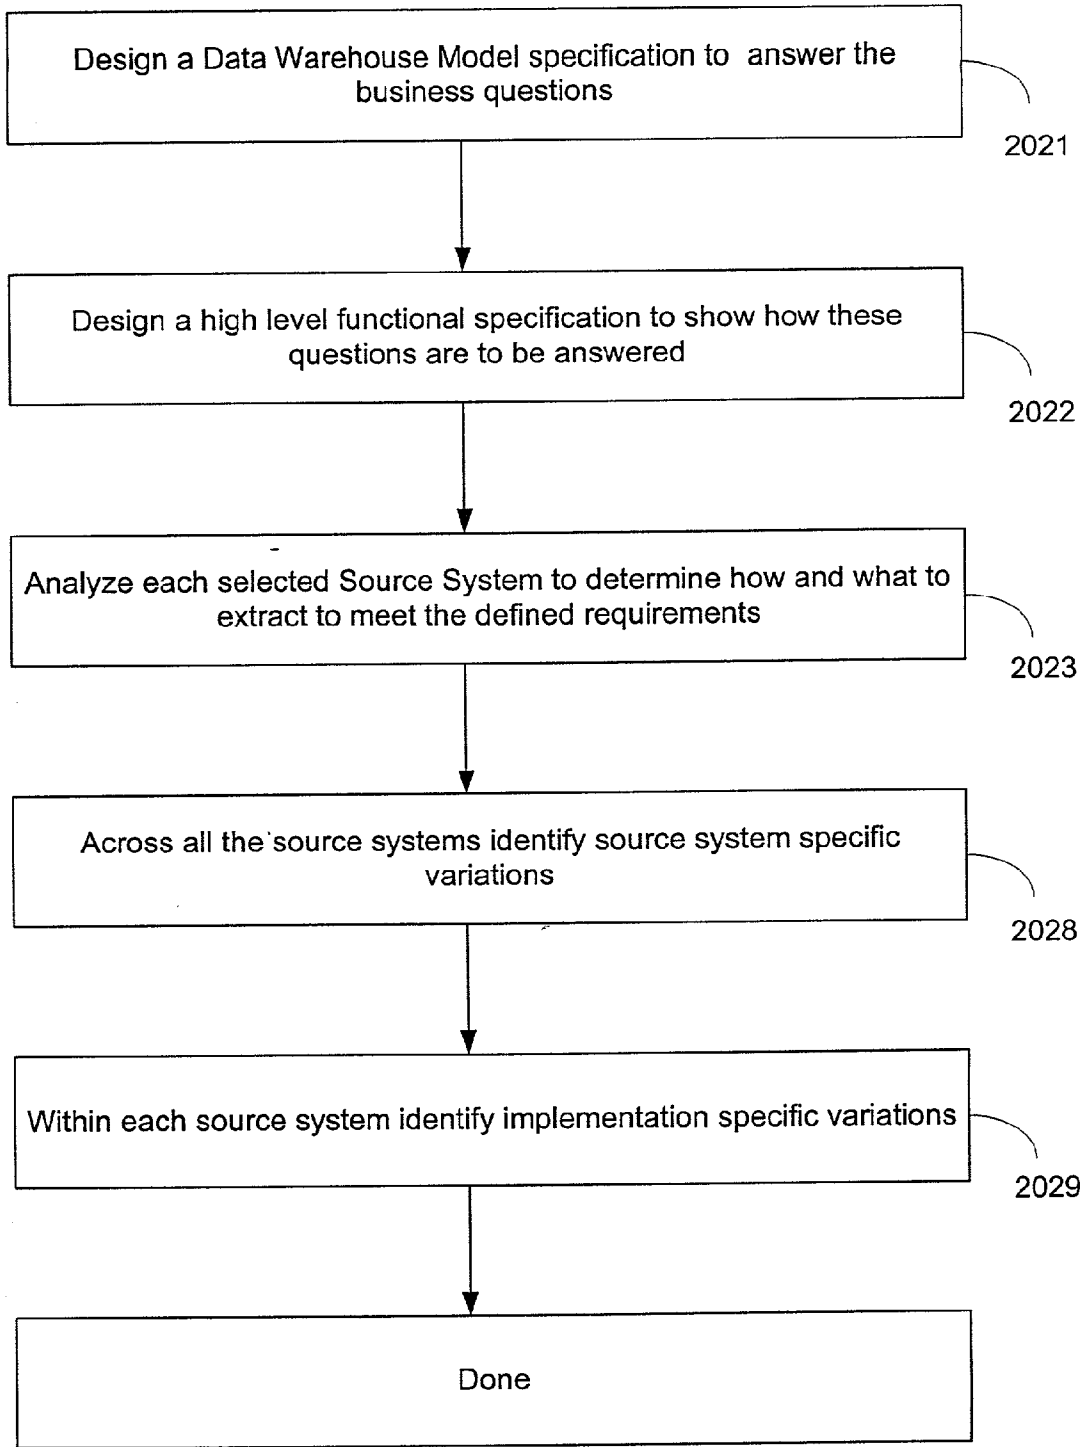 Design a Data Warehouse Model specification to answer the
business questions
2021
Design a high level functional specification to show how these
questions are to be answered
2022
Analyze each selected Source System to determine how and what to
extract to meet the defined requirements
2023
Across all the source systems identify source system specific
variations
2028
Within each source system identify implementation specific variations
2029
Done